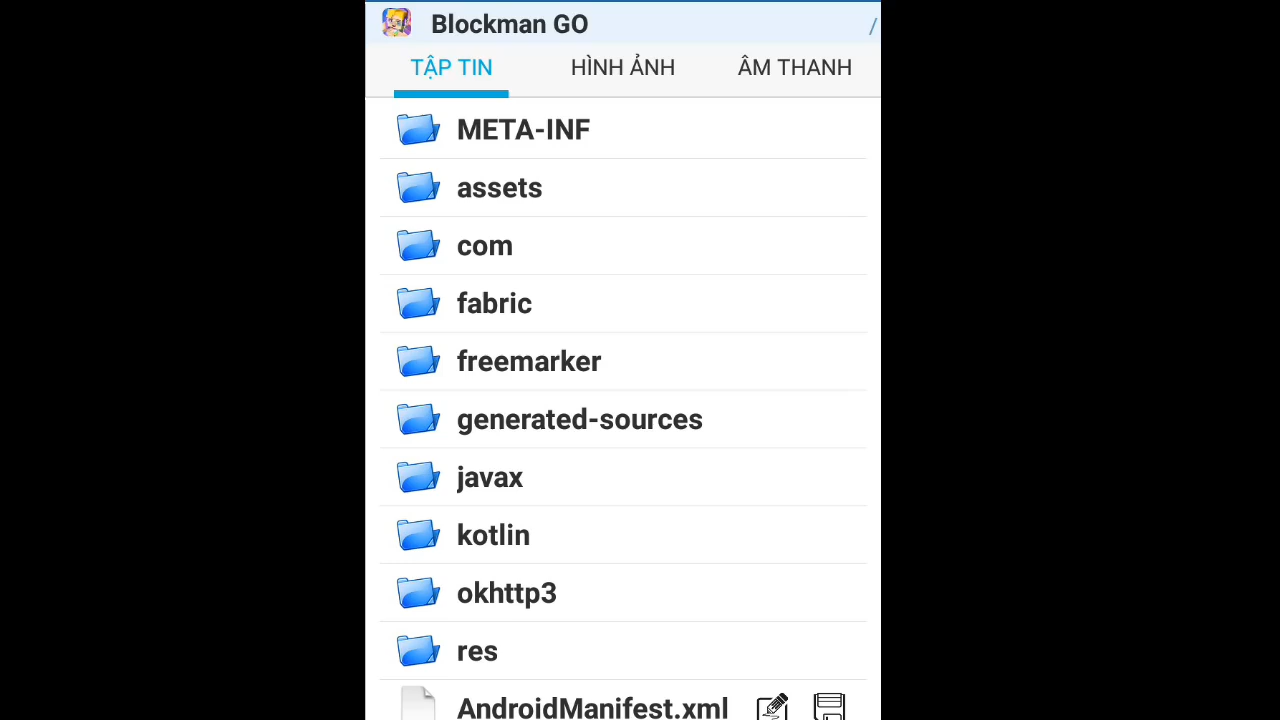 Blockman GO /
TẬP TIN HÌNH ẢNH ÂM THANH
META-INF
assets
com
fabric
freemarker
generated-sources
javax
kotlin
okhttp3
res
AndroidManifest.xml